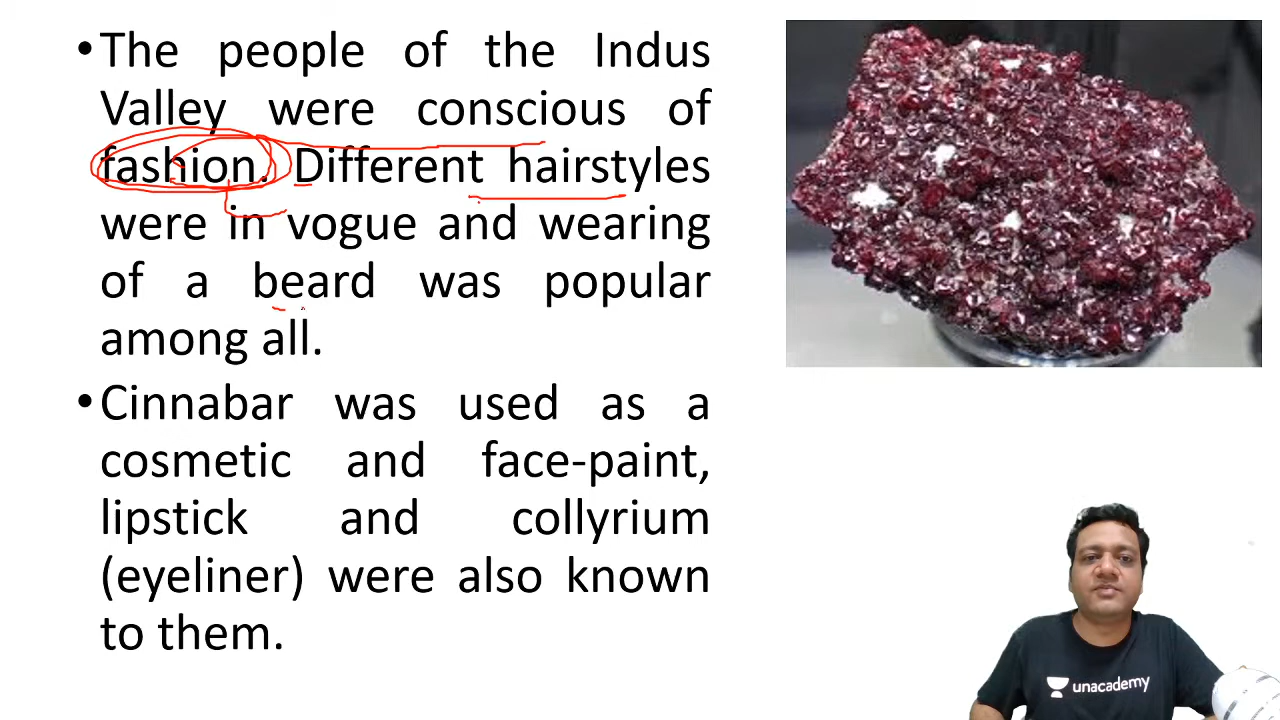 •The people of the Indus
Valley were conscious of
fashion. Different hairstyles
were in vogue and wearing
of a beard was popular
among all.
•Cinnabar was used as a
cosmetic and face-paint,
lipstick and collyrium
(eyeliner) were also known
to them.
unacademy